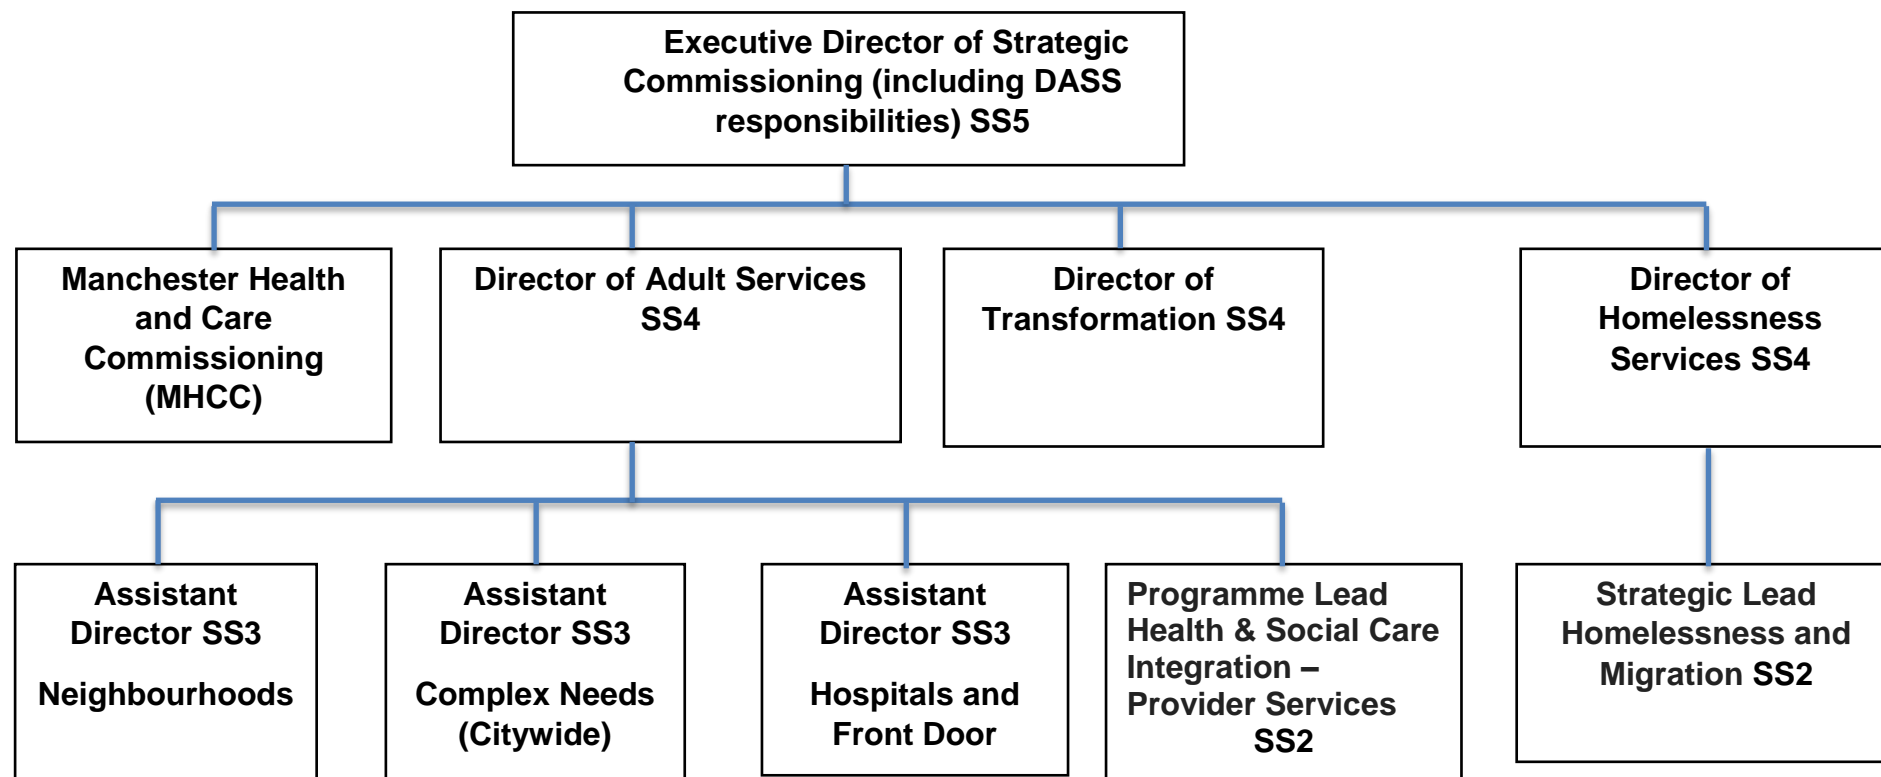 Executive Director of Strategic
Commissioning (including DASS
responsibilities) SS5
Manchester Health
and Care
Commissioning
(MHCC)
Director of Adult Services
SS4
Director of
Transformation SS4
Director of
Homelessness
Services SS4
Assistant
Director SS3
Neighbourhoods
Assistant
Director SS3
Complex Needs
(Citywide)
Assistant
Director SS3
Hospitals and
Front Door
Programme Lead
Health & Social Care
Integration –
Provider Services
SS2
Strategic Lead
Homelessness and
Migration SS2